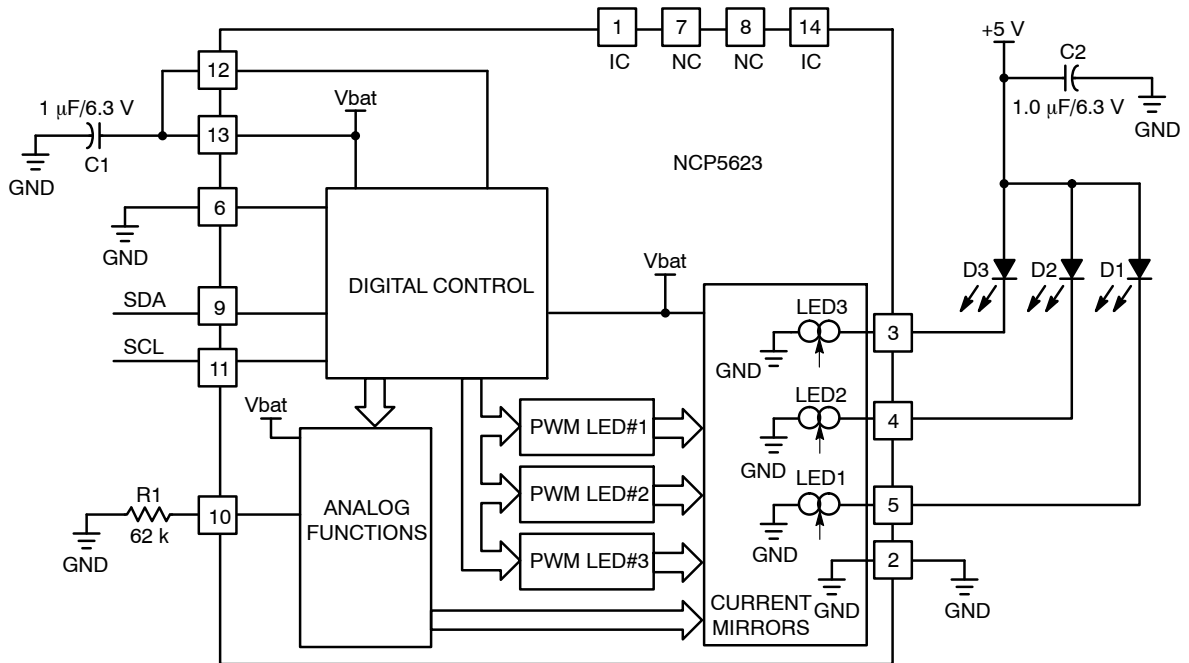 1
7
8
14
IC
NC
NC
IC
+5 V
C2
1.0 μF/6.3 V
GND
12
Vbat
1 μF/6.3 V
13
C1
GND
NCP5623
6
GND
DIGITAL CONTROL
Vbat
SDA
9
SCL
11
D3
D2
D1
LED3
3
GND
LED2
4
GND
LED1
5
GND
2
GND
GND
Vbat
PWM LED#1
PWM LED#2
PWM LED#3
R1
10
62 k
GND
ANALOG
FUNCTIONS
CURRENT
MIRRORS